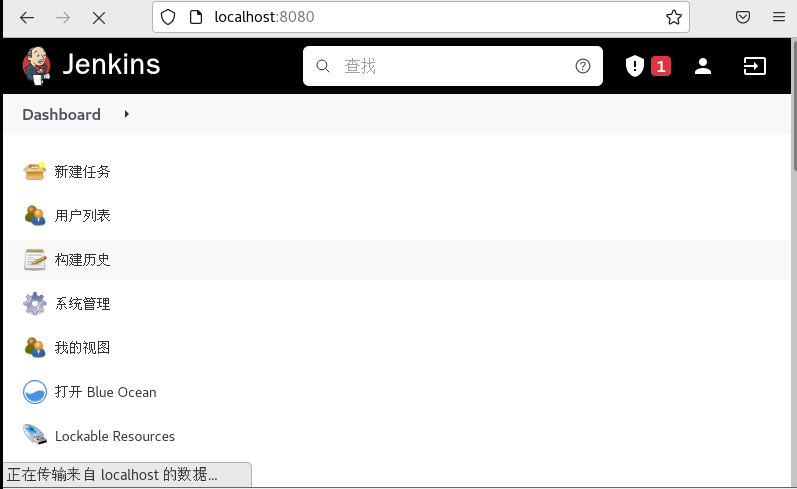 localhost:8080
Jenkins
查找
1
Dashboard
新建任务
用户列表
构建历史
系统管理
我的视图
打开 Blue Ocean
Lockable Resources
正在传输来自 localhost 的数据...